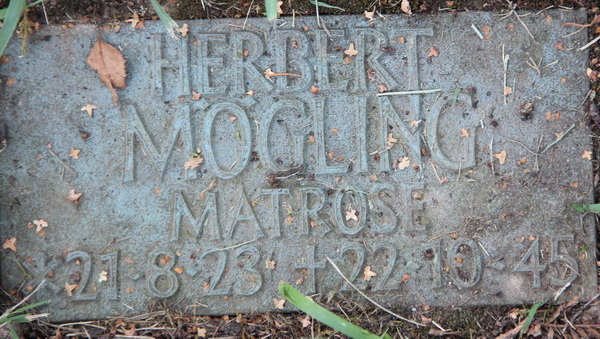 HERBERT
MÖGLING
MATROSE
* 21·8·23 † 22·10·45